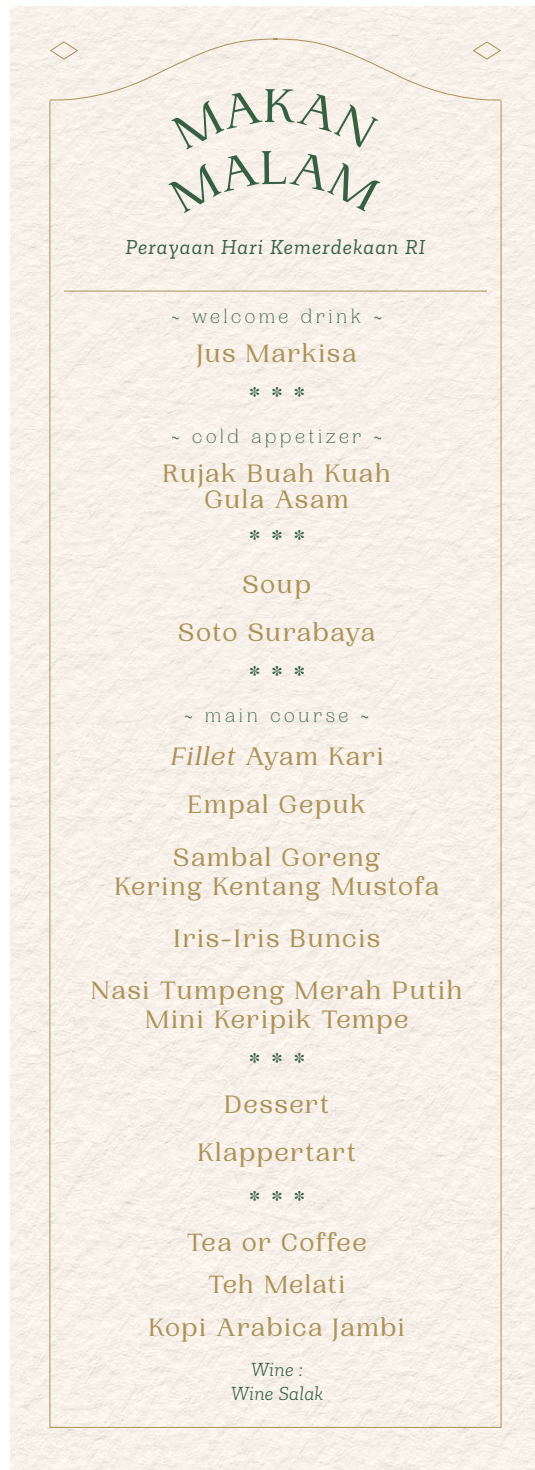 MAKAN
MALAM
Perayaan Hari Kemerdekaan RI
~ welcome drink ~
Jus Markisa
* * *
~ cold appetizer ~
Rujak Buah Kuah
Gula Asam
* * *
Soup
Soto Surabaya
* * *
~ main course ~
Fillet Ayam Kari
Empal Gepuk
Sambal Goreng
Kering Kentang Mustofa
Iris-Iris Buncis
Nasi Tumpeng Merah Putih
Mini Keripik Tempe
* * *
Dessert
Klappertart
* * *
Tea or Coffee
Teh Melati
Kopi Arabica Jambi
Wine :
Wine Salak